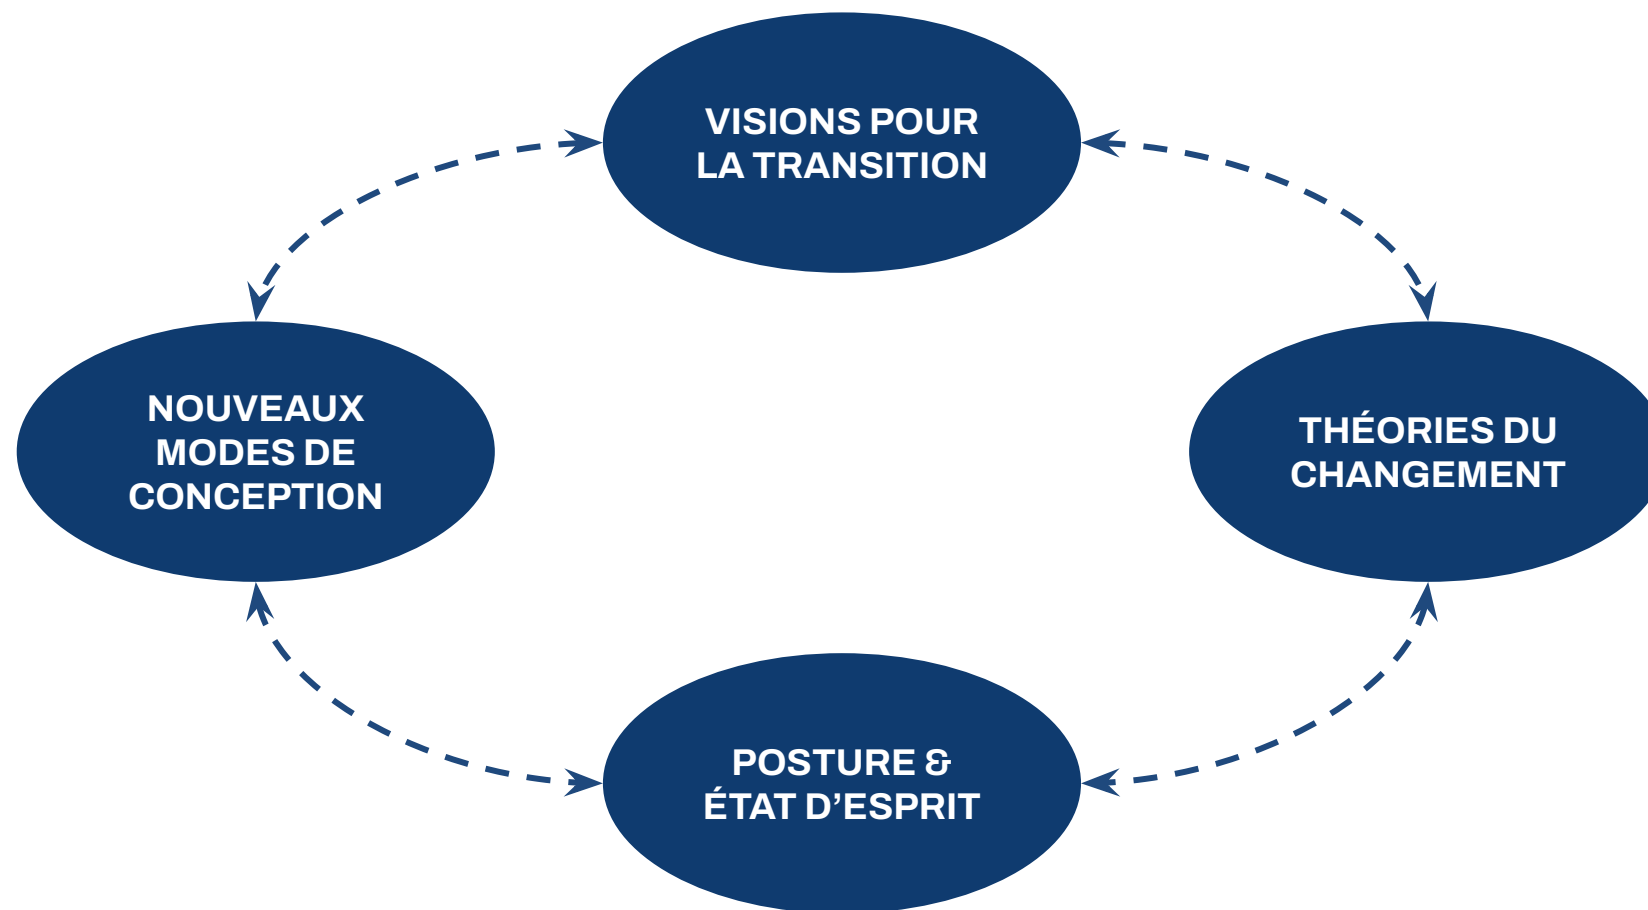 VISIONS POUR
LA TRANSITION
NOUVEAUX
MODES DE
CONCEPTION
THÉORIES DU
CHANGEMENT
POSTURE &
ÉTAT D’ESPRIT